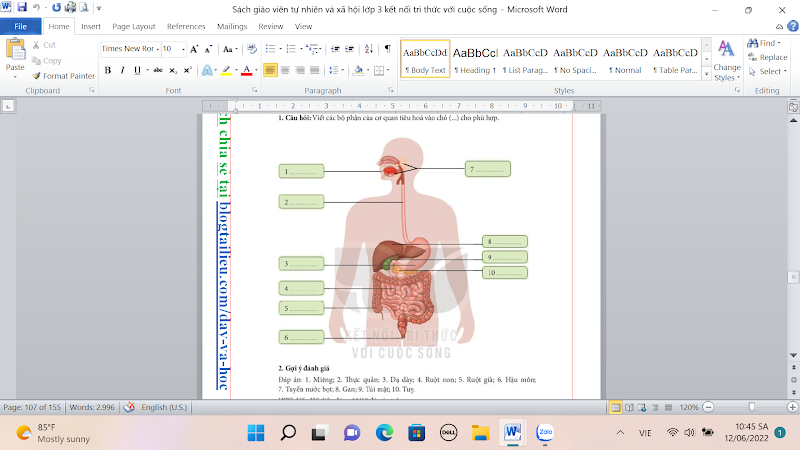 Sách giáo viên tự nhiên và xã hội lớp 3 kết nối tri thức với cuộc sống - Microsoft Word
File Home Insert Page Layout References Mailings Review View
Paste
Cut
Copy
Format Painter
Clipboard
Times New Ror 10
Font
Paragraph
AaBbCcDd AaBbCcI AaBbCcDd AaBbCcDd AaBbCcDd AaBbCcDd
¶ Body Text ¶ Heading 1 ¶ List Parag... ¶ No Spaci... ¶ Normal ¶ Table Par...
Styles
Change Styles
Find
Replace
Select
Editing
1. Câu hỏi: Viết các bộ phận của cơ quan tiêu hoá vào chỗ (...) cho phù hợp.
ch chia sẻ tại blogtailieu.com/day-va-hoc
1 ...............
7 ...............
2 ...............
8 ...............
3 ...............
9 ...............
10 ...............
4 ...............
5 ...............
6 ...............
KẾT NỐI TRI THỨC
VỚI CUỘC SỐNG
2. Gợi ý đánh giá
Đáp án: 1. Miệng; 2. Thực quản; 3. Dạ dày; 4. Ruột non; 5. Ruột già; 6. Hậu môn;
7. Tuyến nước bọt; 8. Gan; 9. Túi mật; 10. Tuỵ.
Page: 107 of 155 Words: 2.996 English (U.S.) 120%
85°F
Mostly sunny
DELL
Zalo
VIE
10:45 SA
12/06/2022
1